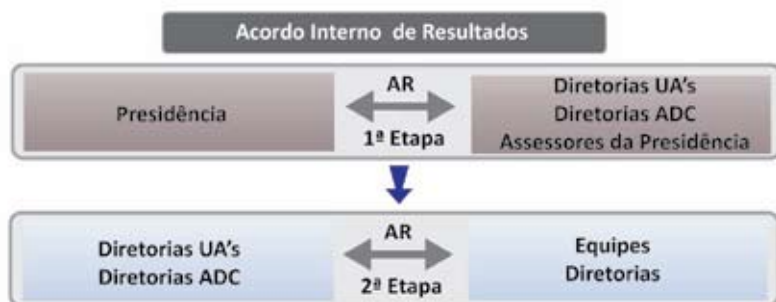 Acordo Interno de Resultados
Presidência
AR
1ª Etapa
Diretorias UA's
Diretorias ADC
Assessores da Presidência
Diretorias UA's
Diretorias ADC
AR
2ª Etapa
Equipes
Diretorias